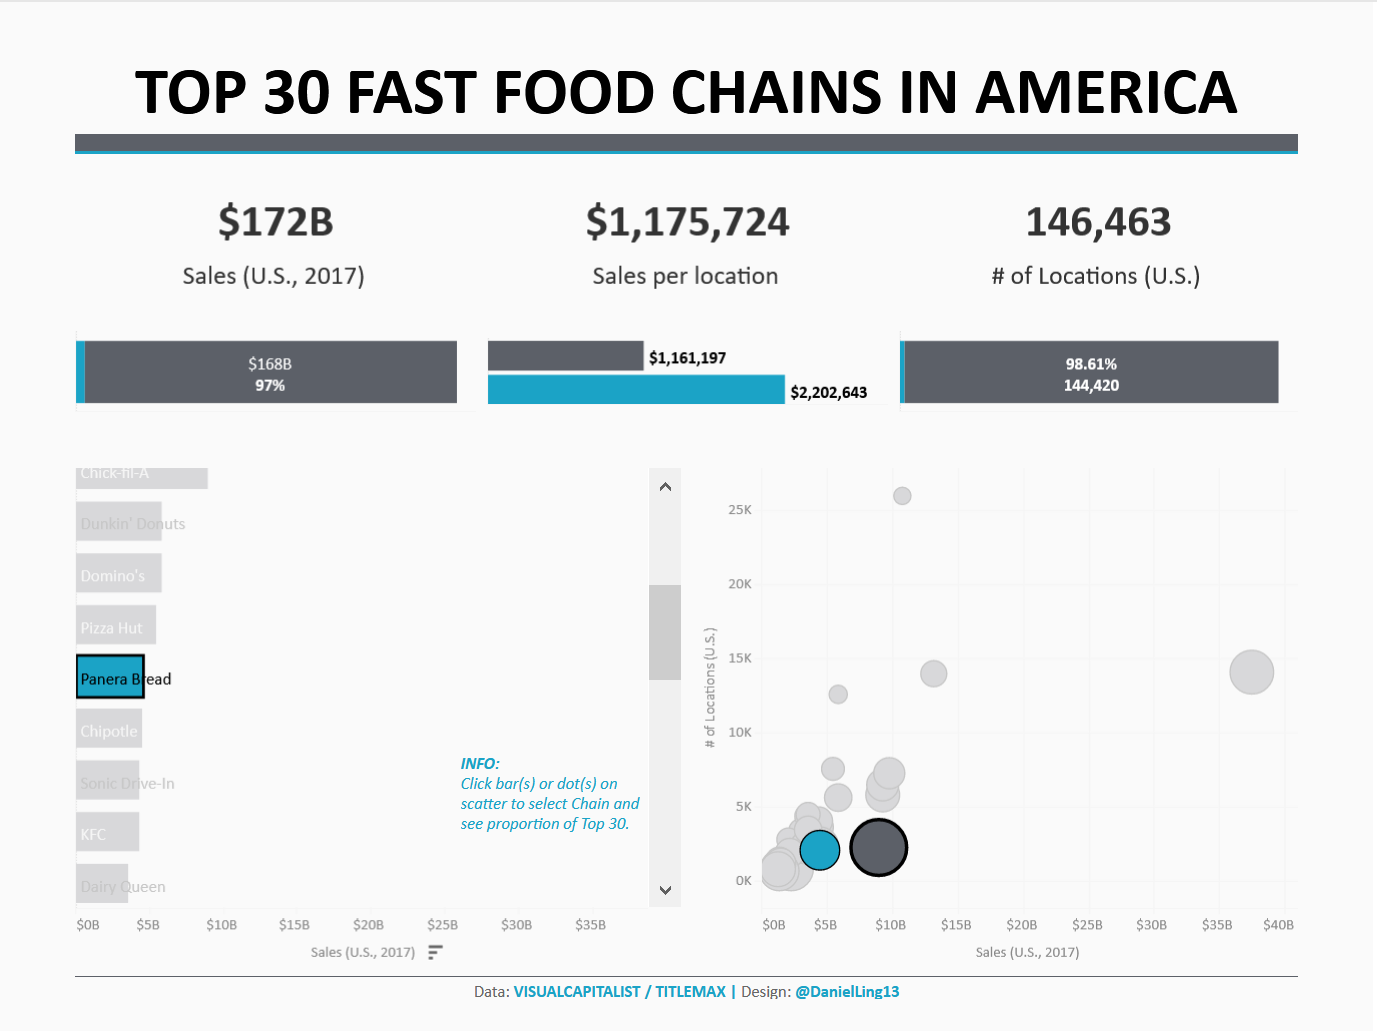 TOP 30 FAST FOOD CHAINS IN AMERICA
$172B
Sales (U.S., 2017)
$1,175,724
Sales per location
146,463
# of Locations (U.S.)
$168B
97%
$1,161,197
$2,202,643
98.61%
144,420
Chick-fil-A
Dunkin' Donuts
Domino's
Pizza Hut
Panera Bread
Chipotle
Sonic Drive-In
KFC
Dairy Queen
INFO:
Click bar(s) or dot(s) on
scatter to select Chain and
see proportion of Top 30.
$0B $5B $10B $15B $20B $25B $30B $35B
Sales (U.S., 2017)
# of Locations (U.S.)
25K
20K
15K
10K
5K
0K
$0B $5B $10B $15B $20B $25B $30B $35B $40B
Sales (U.S., 2017)
Data: VISUALCAPITALIST / TITLEMAX | Design: @DanielLing13